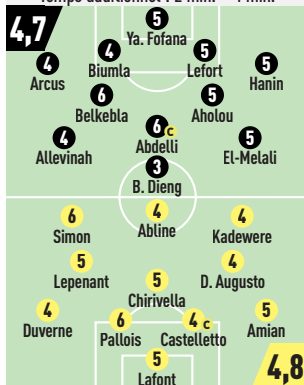 Temps additionnel : 2 min. 4 min.
4,7
5
Ya. Fofana
4 4 5 5
Arcus Biumla Lefort Hanin
6 5
Belkebla Aholou
4 6 C 5
Allevinah Abdelli El-Melali
3
B. Dieng
6 4 4
Simon Abline Kadewere
5 5 4
Lepenant Chirivella D. Augusto
4 6 4 C 5
Duverne Pallois Castelletto Amian
5
Lafont
4,8